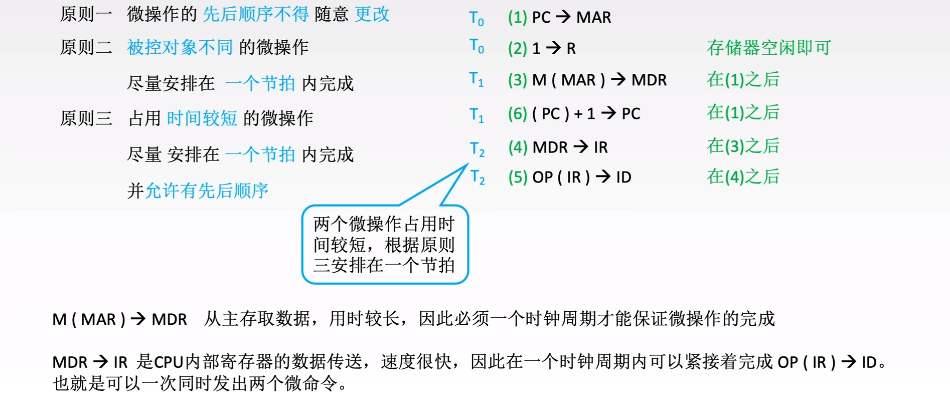 原则一 微操作的 先后顺序不得 随意 更改 T₀ (1) PC → MAR
原则二 被控对象不同 的微操作 T₀ (2) 1 → R 存储器空闲即可
尽量安排在 一个节拍 内完成 T₁ (3) M ( MAR ) → MDR 在(1)之后
原则三 占用 时间较短 的微操作 T₁ (6) ( PC ) + 1 → PC 在(1)之后
尽量 安排在 一个节拍 内完成 T₂ (4) MDR → IR 在(3)之后
并允许有先后顺序 T₂ (5) OP ( IR ) → ID 在(4)之后
两个微操作占用时
间较短，根据原则
三安排在一个节拍
M ( MAR ) → MDR 从主存取数据，用时较长，因此必须一个时钟周期才能保证微操作的完成
MDR → IR 是CPU内部寄存器的数据传送，速度很快，因此在一个时钟周期内可以紧接着完成 OP ( IR ) → ID。
也就是可以一次同时发出两个微命令。